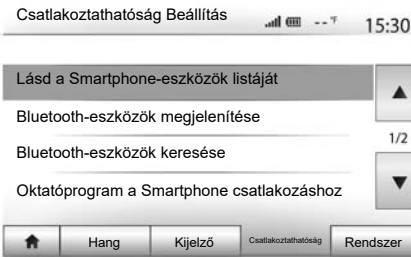 Csatlakoztathatóság Beállítás
-- °F 15:30
Lásd a Smartphone-eszközök listáját
Bluetooth-eszközök megjelenítése
1/2
Bluetooth-eszközök keresése
Oktatóprogram a Smartphone csatlakozáshoz
Hang Kijelző Csatlakoztathatóság Rendszer